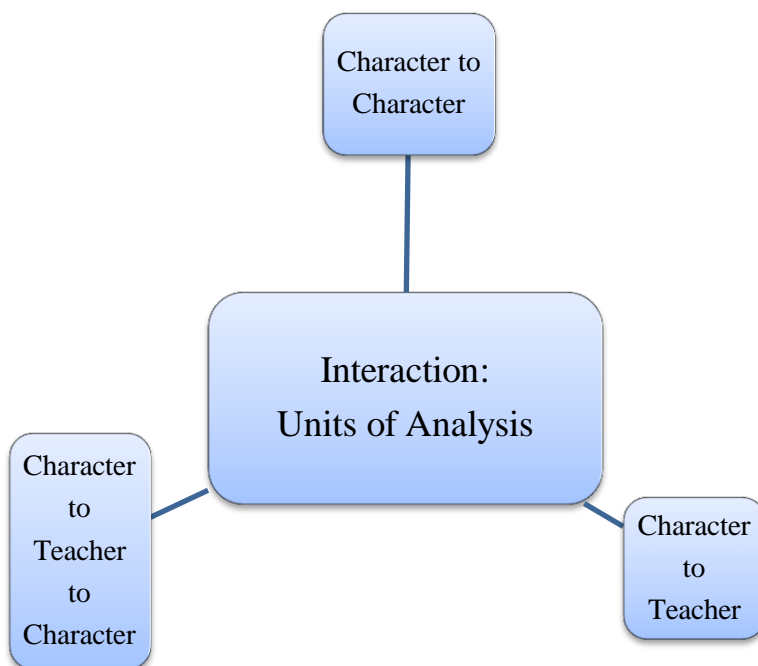 Character to
Character
Interaction:
Units of Analysis
Character
to
Teacher
to
Character
Character
to
Teacher